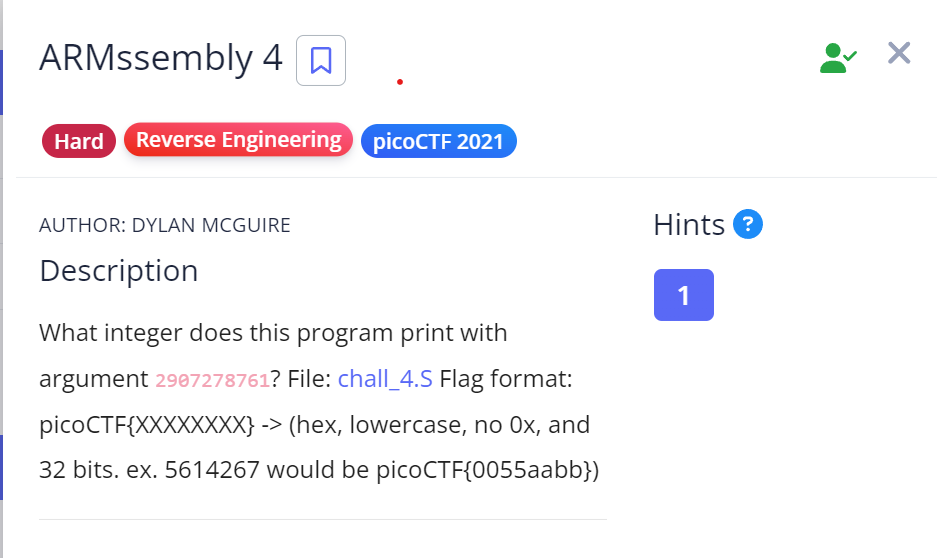 ARMssembly 4
Hard
Reverse Engineering
picoCTF 2021
AUTHOR: DYLAN MCGUIRE
Hints ?
Description
1
What integer does this program print with
argument 2907278761? File: chall_4.S Flag format:
picoCTF{XXXXXXXX} -> (hex, lowercase, no 0x, and
32 bits. ex. 5614267 would be picoCTF{0055aabb})